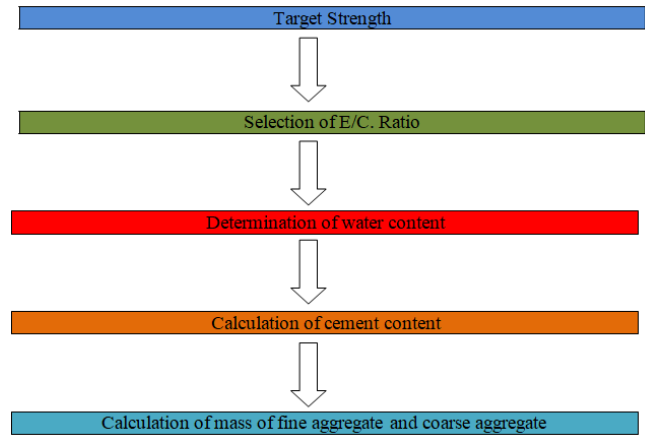 Target Strength
Selection of E/C. Ratio
Determination of water content
Calculation of cement content
Calculation of mass of fine aggregate and coarse aggregate